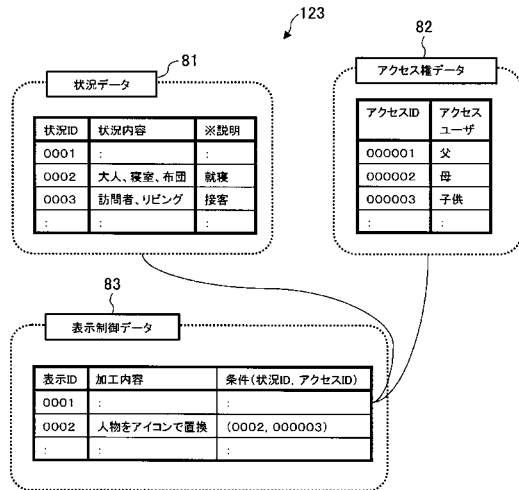 123
81
状況データ
状況ID 状況内容 ※説明
0001 : :
0002 大人、寝室、布団 就寝
0003 訪問者、リビング 接客
: : :
82
アクセス権データ
アクセスID アクセスユーザ
000001 父
000002 母
000003 子供
: :
83
表示制御データ
表示ID 加工内容 条件(状況ID, アクセスID)
0001 : :
0002 人物をアイコンで置換 (0002, 000003)
: : :